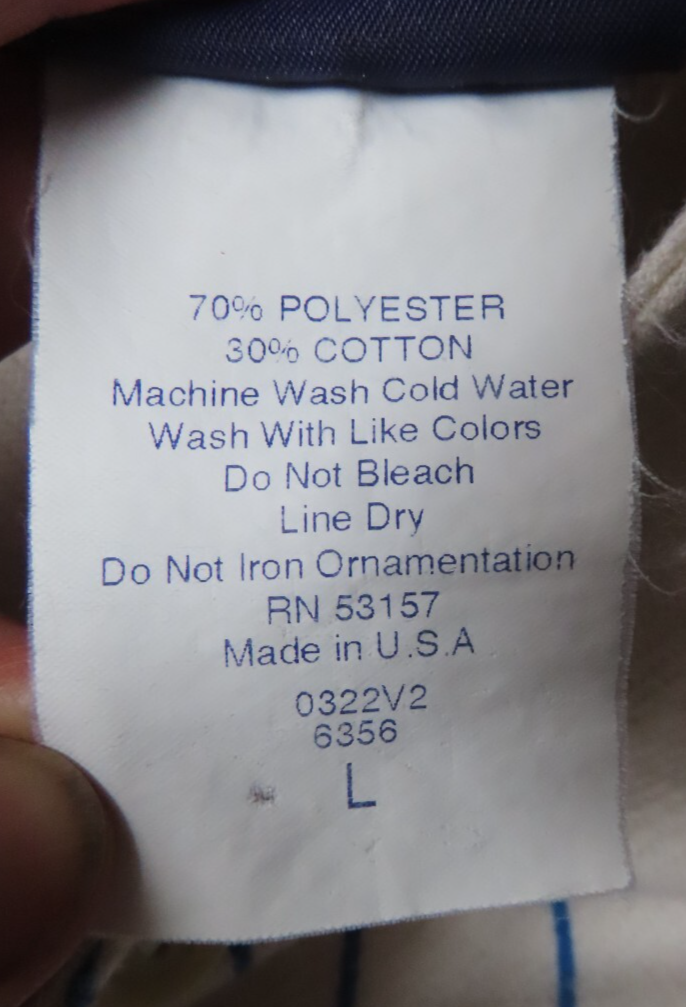 70% POLYESTER
30% COTTON
Machine Wash Cold Water
Wash With Like Colors
Do Not Bleach
Line Dry
Do Not Iron Ornamentation
RN 53157
Made in U.S.A
0322V2
6356
L